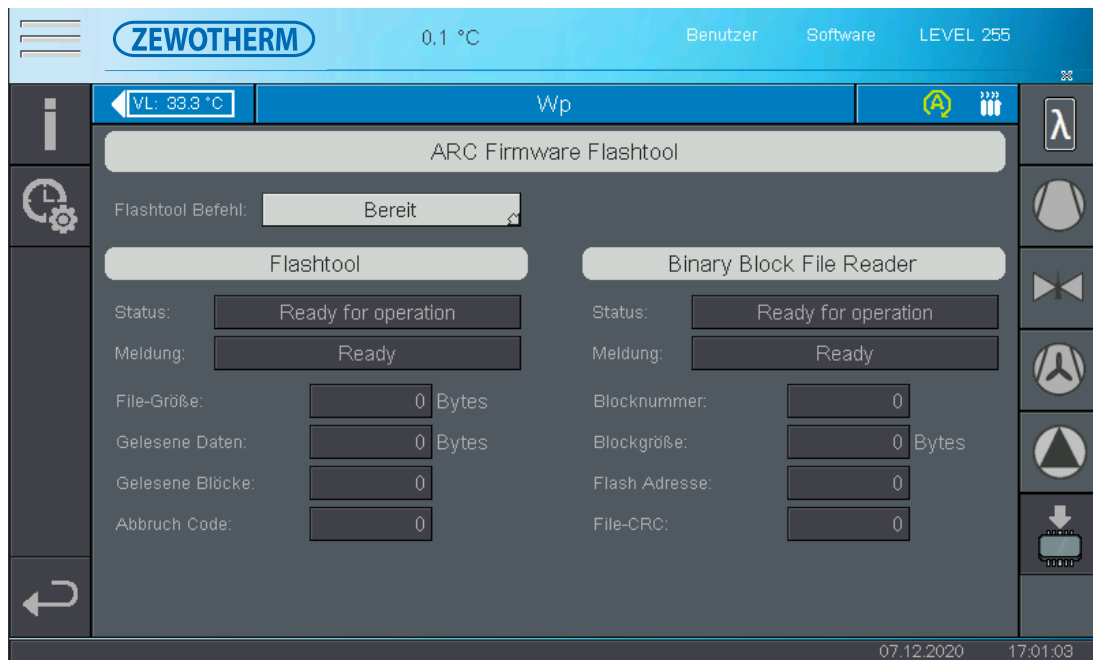 ZEWOTHERM 0.1 °C Benutzer Software LEVEL 255
VL: 33.3 °C Wp A
λ
ARC Firmware Flashtool
Flashtool Befehl: Bereit
Flashtool Binary Block File Reader
Status: Ready for operation Status: Ready for operation
Meldung: Ready Meldung: Ready
File-Größe: 0 Bytes Blocknummer: 0
Gelesene Daten: 0 Bytes Blockgröße: 0 Bytes
Gelesene Blöcke: 0 Flash Adresse: 0
Abbruch Code: 0 File-CRC: 0
07.12.2020 17:01:03